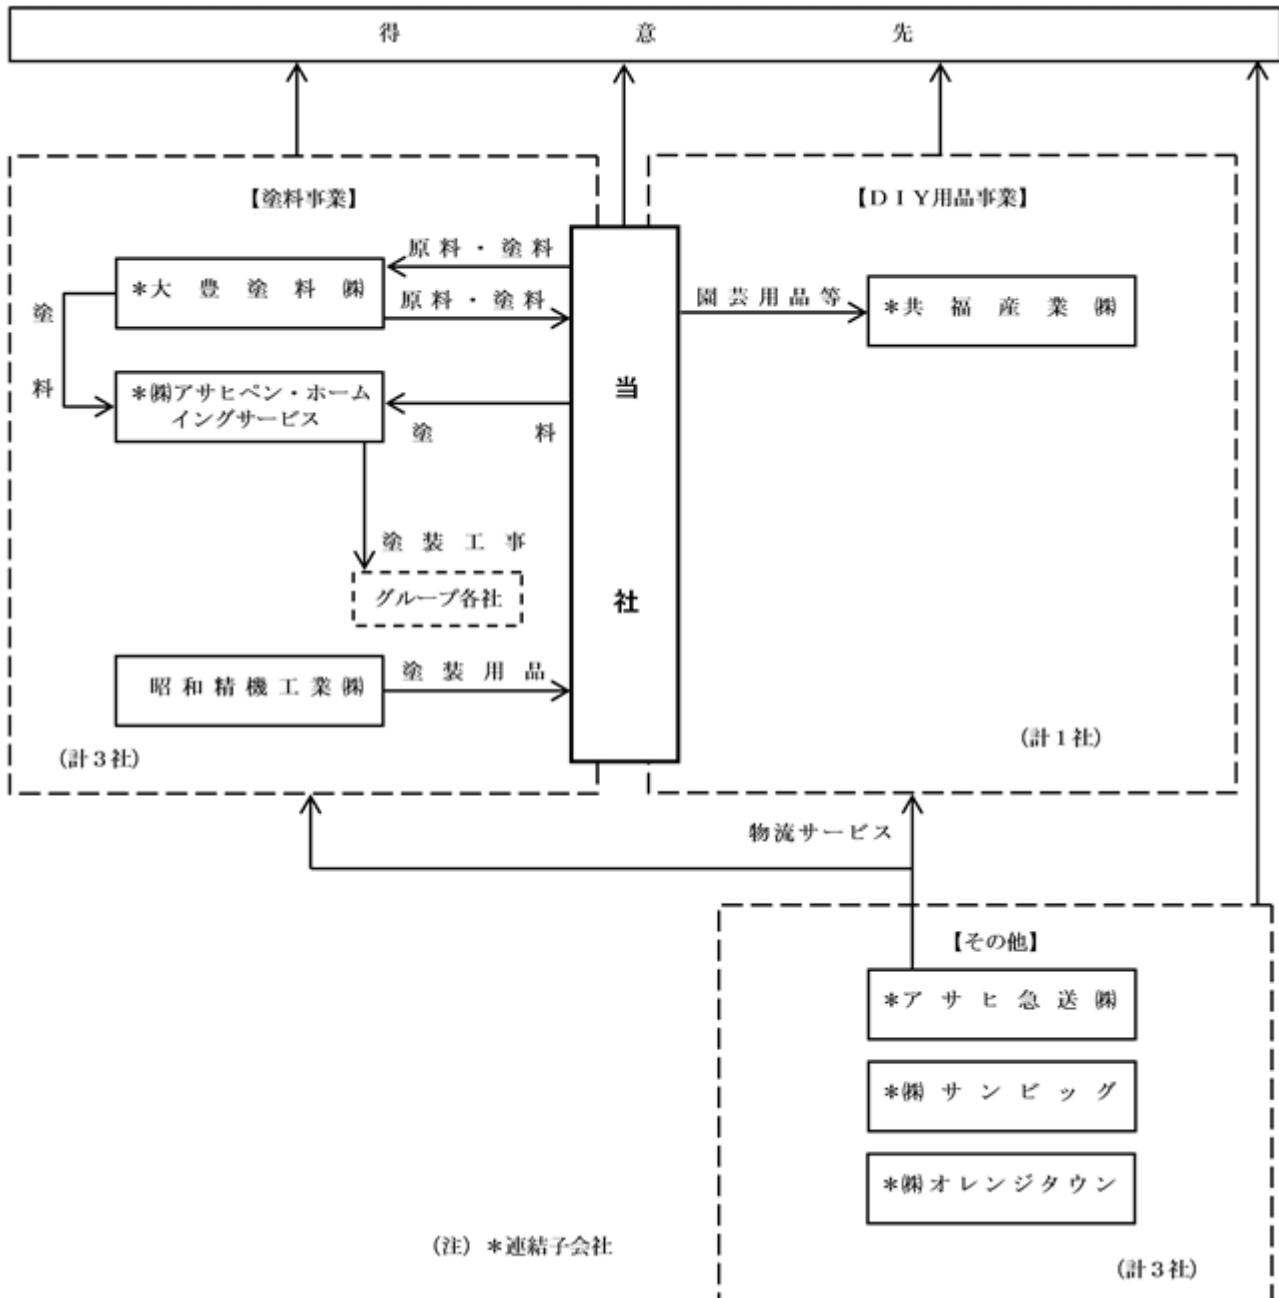 得意先
【塗料事業】
【ＤＩＹ用品事業】
原料・塗料
＊大豊塗料㈱
原料・塗料
園芸用品等
＊共福産業㈱
塗料
＊㈱アサヒペン・ホーム
イングサービス
塗料
当社
塗装工事
グループ各社
昭和精機工業㈱
塗装用品
（計３社）
（計１社）
物流サービス
【その他】
＊アサヒ急送㈱
＊㈱サンビッグ
＊㈱オレンジタウン
（注）＊連結子会社
（計３社）